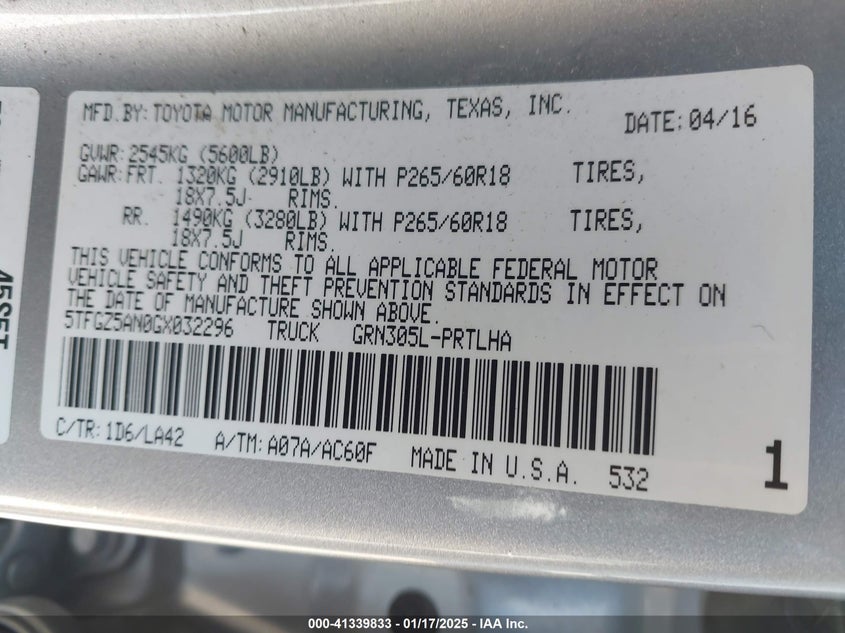 MFD.BY:TOYOTA MOTOR MANUFACTURING, TEXAS, INC. DATE:04/16
GVWR:2545KG (5600LB)
GAWR:FRT. 1320KG (2910LB) WITH P265/60R18 TIRES,
18X7.5J RIMS.
RR. 1490KG (3280LB) WITH P265/60R18 TIRES,
18X7.5J RIMS.
THIS VEHICLE CONFORMS TO ALL APPLICABLE FEDERAL MOTOR
VEHICLE SAFETY AND THEFT PREVENTION STANDARDS IN EFFECT ON
THE DATE OF MANUFACTURE SHOWN ABOVE.
5TFGZ5AN0GX032296 TRUCK GRN305L-PRTLHA
C/TR:1D6/LA42 A/TM:A07A/AC60F MADE IN U.S.A. 532
1
45SET
000-41339833 - 01/17/2025 - IAA Inc.